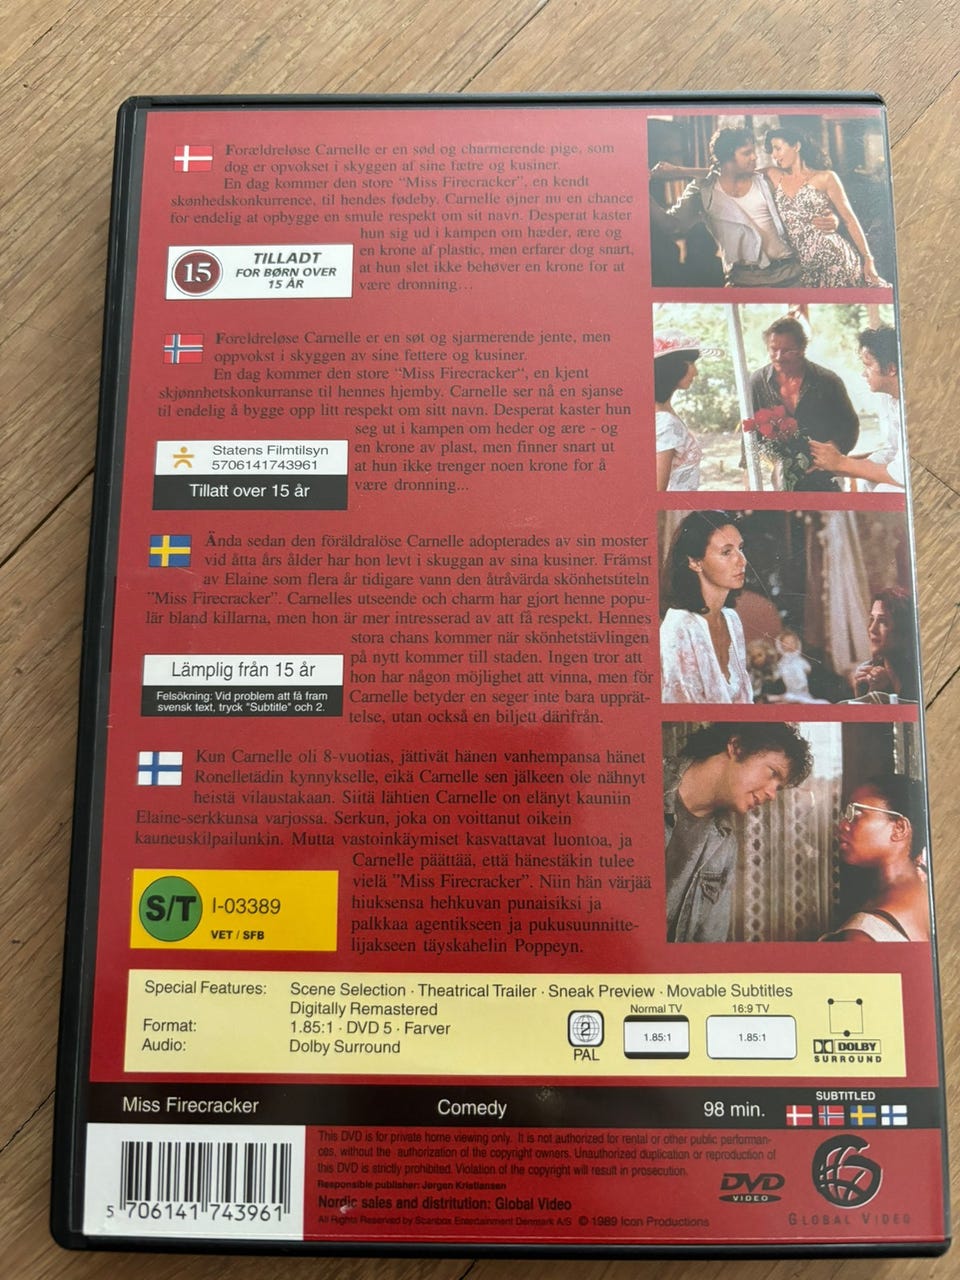 Forældreløse Carnelle er en sød og charmerende pige, som
dog er opvokset i skyggen af sine fætre og kusiner.
En dag kommer den store “Miss Firecracker”, en kendt
skønhedskonkurrence, til hendes fødeby. Carnelle øjner nu en chance
for endelig at opbygge en smule respekt om sit navn. Desperat kaster
hun sig ud i kampen om hæder, ære og
en krone af plastic, men erfarer dog snart,
at hun slet ikke behøver en krone for at
være dronning...
15
TILLADT
FOR BØRN OVER
15 ÅR
Foreldreløse Carnelle er en søt og sjarmerende jente, men
oppvokst i skyggen av sine fettere og kusiner.
En dag kommer den store “Miss Firecracker“, en kjent
skjønnhetskonkurranse til hennes hjemby. Carnelle ser nå en sjanse
til endelig å bygge opp litt respekt om sitt navn. Desperat kaster hun
seg ut i kampen om heder og ære - og
en krone av plast, men finner snart ut
at hun ikke trenger noen krone for å
være dronning...
Statens Filmtilsyn
5706141743961
Tillatt over 15 år
Ända sedan den föräldralöse Carnelle adopterades av sin moster
vid åtta års ålder har hon levt i skuggan av sina kusiner. Främst
av Elaine som flera år tidigare vann den åtråvärda skönhetstiteln
”Miss Firecracker”. Carnelles utseende och charm har gjort henne popu-
lär bland killarna, men hon är mer intresserad av att få respekt. Hennes
stora chans kommer när skönhetstävlingen
på nytt kommer till staden. Ingen tror att
hon har någon möjlighet att vinna, men för
Carnelle betyder en seger inte bara upprät-
telse, utan också en biljett därifrån.
Lämplig från 15 år
Felsökning: Vid problem att få fram
svensk text, tryck "Subtitle" och 2.
Kun Carnelle oli 8-vuotias, jättivät hänen vanhempansa hänet
Ronelletädin kynnykselle, eikä Carnelle sen jälkeen ole nähnyt
heistä vilaustakaan. Siitä lähtien Carnelle on elänyt kauniin
Elaine-serkkunsa varjossa. Serkun, joka on voittanut oikein
kauneuskilpailunkin. Mutta vastoinkäymiset kasvattavat luontoa, ja
Carnelle päättää, että hänestäkin tulee
vielä ”Miss Firecracker”. Niin hän värjää
hiuksensa hehkuvan punaisiksi ja
palkkaa agentikseen ja pukusuunnitte-
lijakseen täyskahelin Poppeyn.
S/T I-03389
VET / SFB
Special Features: Scene Selection · Theatrical Trailer · Sneak Preview · Movable Subtitles
Digitally Remastered
Format: 1.85:1 · DVD 5 · Farver
Audio: Dolby Surround
2
PAL
Normal TV
1.85:1
16:9 TV
1.85:1
DOLBY
SURROUND
Miss Firecracker Comedy 98 min.
SUBTITLED
5 706141 743961
This DVD is for private home viewing only. It is not authorized for rental or other public performan-
ces, without the authorization of the copyright owners. Unauthorized duplication or reproduction of
this DVD is strictly prohibited. Violation of the copyright will result in prosecution.
Responsible publisher: Jørgen Kristiansen
Nordic sales and distritution: Global Video
All Rights Reserved by Scanbox Entertainment Denmark A/S © 1989 Icon Productions
DVD
VIDEO
GLOBAL VIDEO